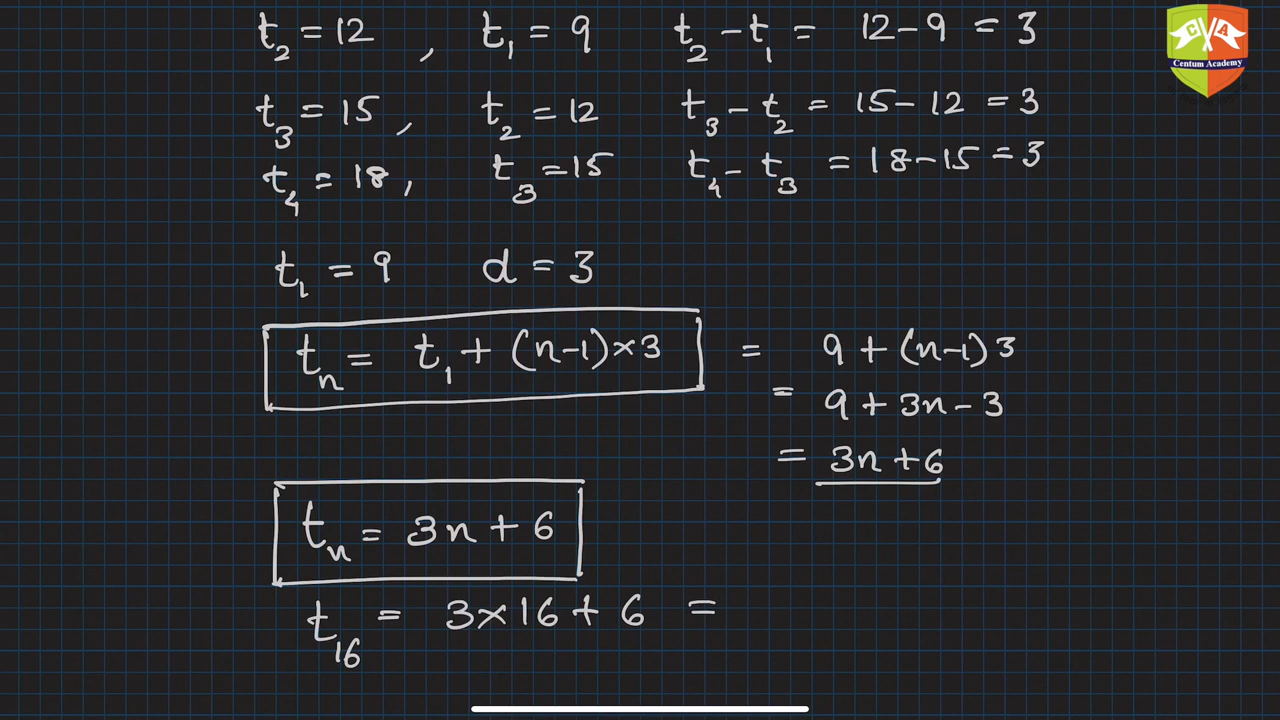 t₂ = 12 , t₁ = 9 t₂ − t₁ = 12 − 9 = 3
CA
Centum Academy
t₃ = 15 , t₂ = 12 t₃ − t₂ = 15 − 12 = 3
t₄ = 18 , t₃ = 15 t₄ − t₃ = 18 − 15 = 3
t₁ = 9 d = 3
tₙ = t₁ + (n−1)×3 = 9 + (n−1) 3
= 9 + 3n − 3
= 3n + 6
tₙ = 3n + 6
t₁₆ = 3×16 + 6 =